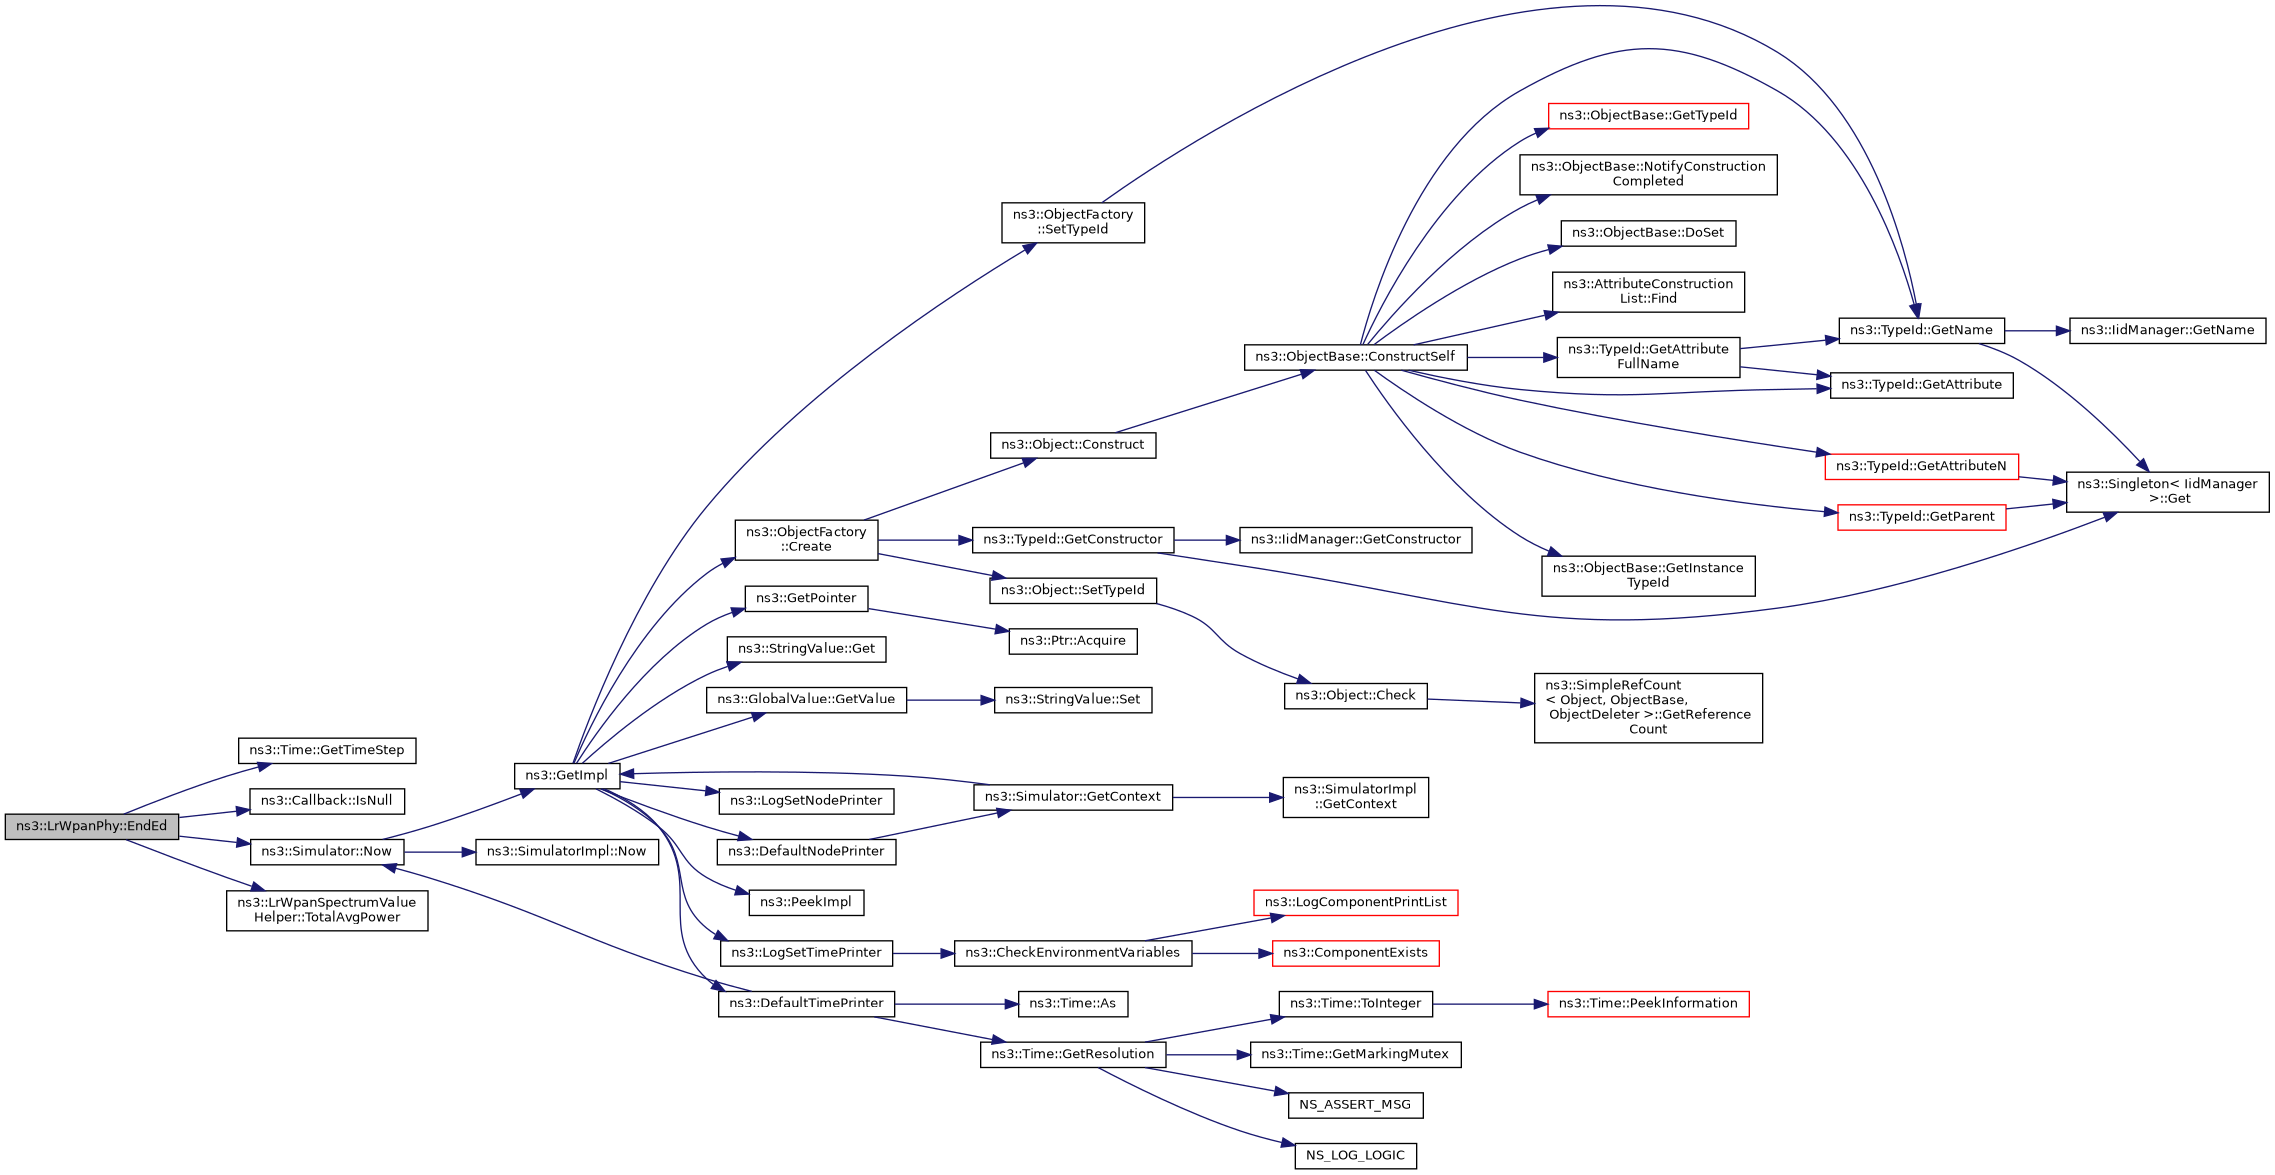 ns3::LrWpanPhy::EndEd
ns3::Time::GetTimeStep
ns3::Callback::IsNull
ns3::Simulator::Now
ns3::LrWpanSpectrumValue
Helper::TotalAvgPower
ns3::GetImpl
ns3::SimulatorImpl::Now
ns3::ObjectFactory
::SetTypeId
ns3::ObjectFactory
::Create
ns3::GetPointer
ns3::StringValue::Get
ns3::GlobalValue::GetValue
ns3::LogSetNodePrinter
ns3::DefaultNodePrinter
ns3::PeekImpl
ns3::LogSetTimePrinter
ns3::DefaultTimePrinter
ns3::Object::Construct
ns3::TypeId::GetConstructor
ns3::Object::SetTypeId
ns3::Ptr::Acquire
ns3::StringValue::Set
ns3::Simulator::GetContext
ns3::CheckEnvironmentVariables
ns3::Time::As
ns3::Time::GetResolution
ns3::ObjectBase::ConstructSelf
ns3::IidManager::GetConstructor
ns3::Object::Check
ns3::SimulatorImpl
::GetContext
ns3::LogComponentPrintList
ns3::ComponentExists
ns3::Time::ToInteger
ns3::Time::GetMarkingMutex
NS_ASSERT_MSG
NS_LOG_LOGIC
ns3::ObjectBase::GetTypeId
ns3::ObjectBase::NotifyConstruction
Completed
ns3::ObjectBase::DoSet
ns3::AttributeConstruction
List::Find
ns3::TypeId::GetAttribute
FullName
ns3::ObjectBase::GetInstance
TypeId
ns3::SimpleRefCount
< Object, ObjectBase,
ObjectDeleter >::GetReference
Count
ns3::Time::PeekInformation
ns3::TypeId::GetName
ns3::TypeId::GetAttribute
ns3::TypeId::GetAttributeN
ns3::TypeId::GetParent
ns3::IidManager::GetName
ns3::Singleton< IidManager
>::Get